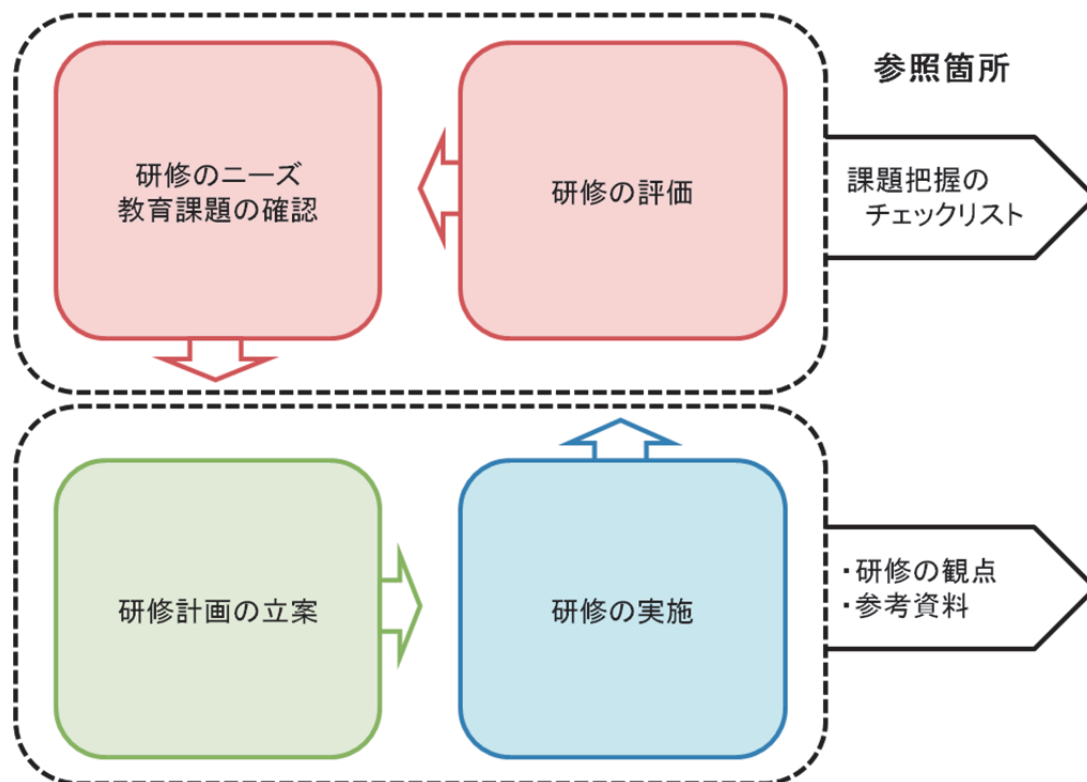 参照箇所
研修のニーズ
教育課題の確認
研修の評価
課題把握の
チェックリスト
研修計画の立案
研修の実施
・研修の観点
・参考資料